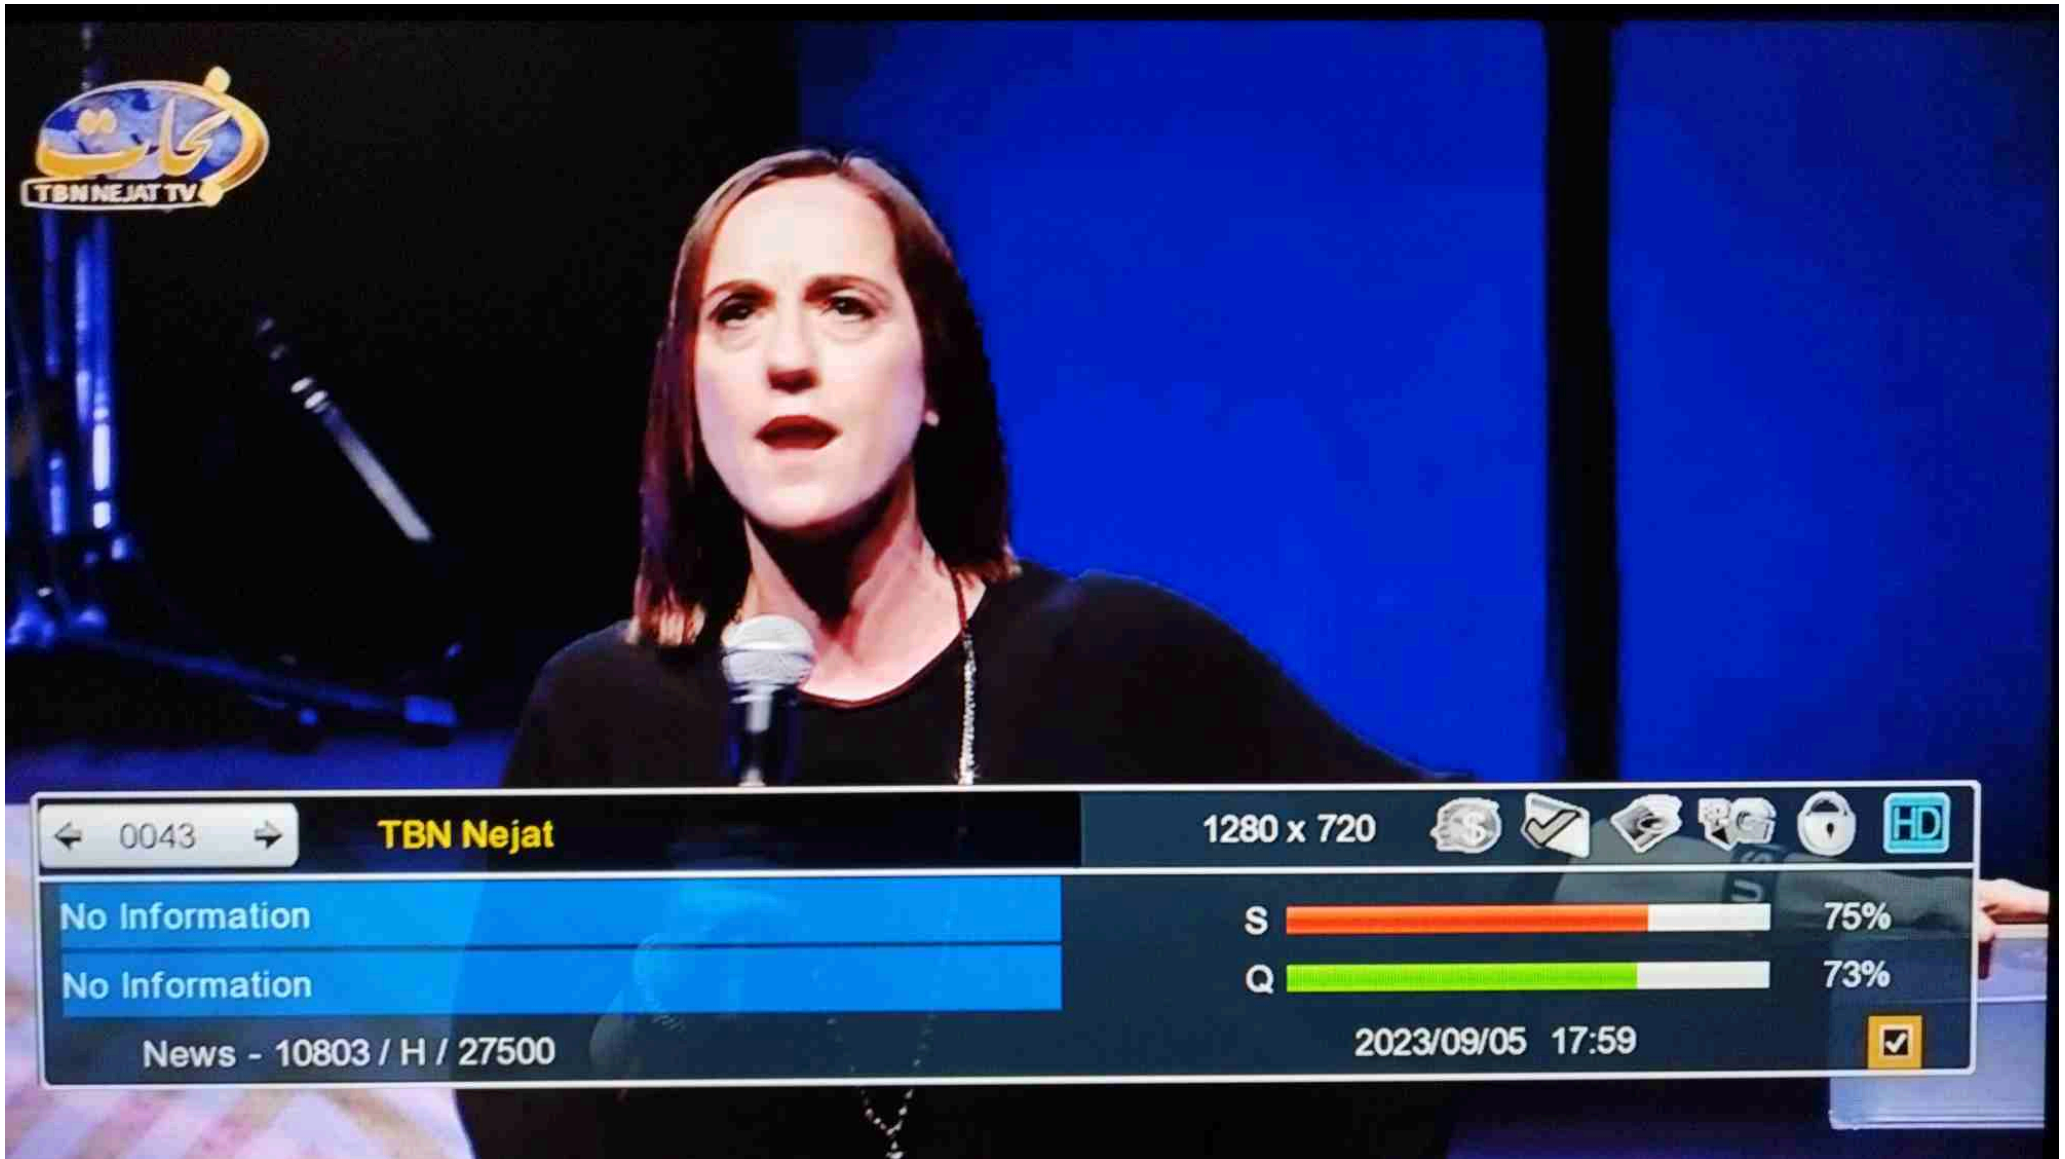 نجات
TBN NEJAT TV
0043
TBN Nejat
1280 x 720
HD
No Information
S
75%
No Information
Q
73%
News - 10803 / H / 27500
2023/09/05 17:59